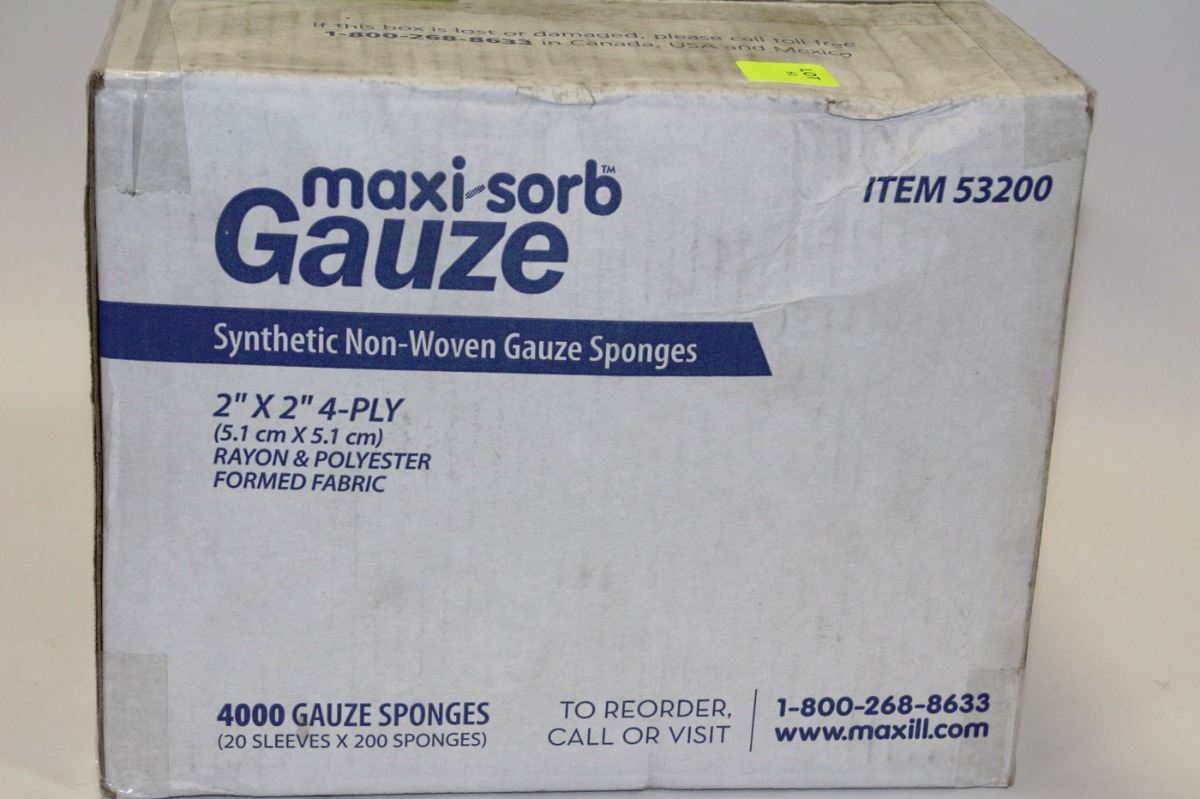 If this box is lost or damaged, please call toll-free
1-800-268-8633 in Canada, USA and Mexico
LOT
maxi-sorb™
Gauze
ITEM 53200
Synthetic Non-Woven Gauze Sponges
2" X 2" 4-PLY
(5.1 cm X 5.1 cm)
RAYON & POLYESTER
FORMED FABRIC
4000 GAUZE SPONGES
(20 SLEEVES X 200 SPONGES)
TO REORDER,
CALL OR VISIT
1-800-268-8633
www.maxill.com